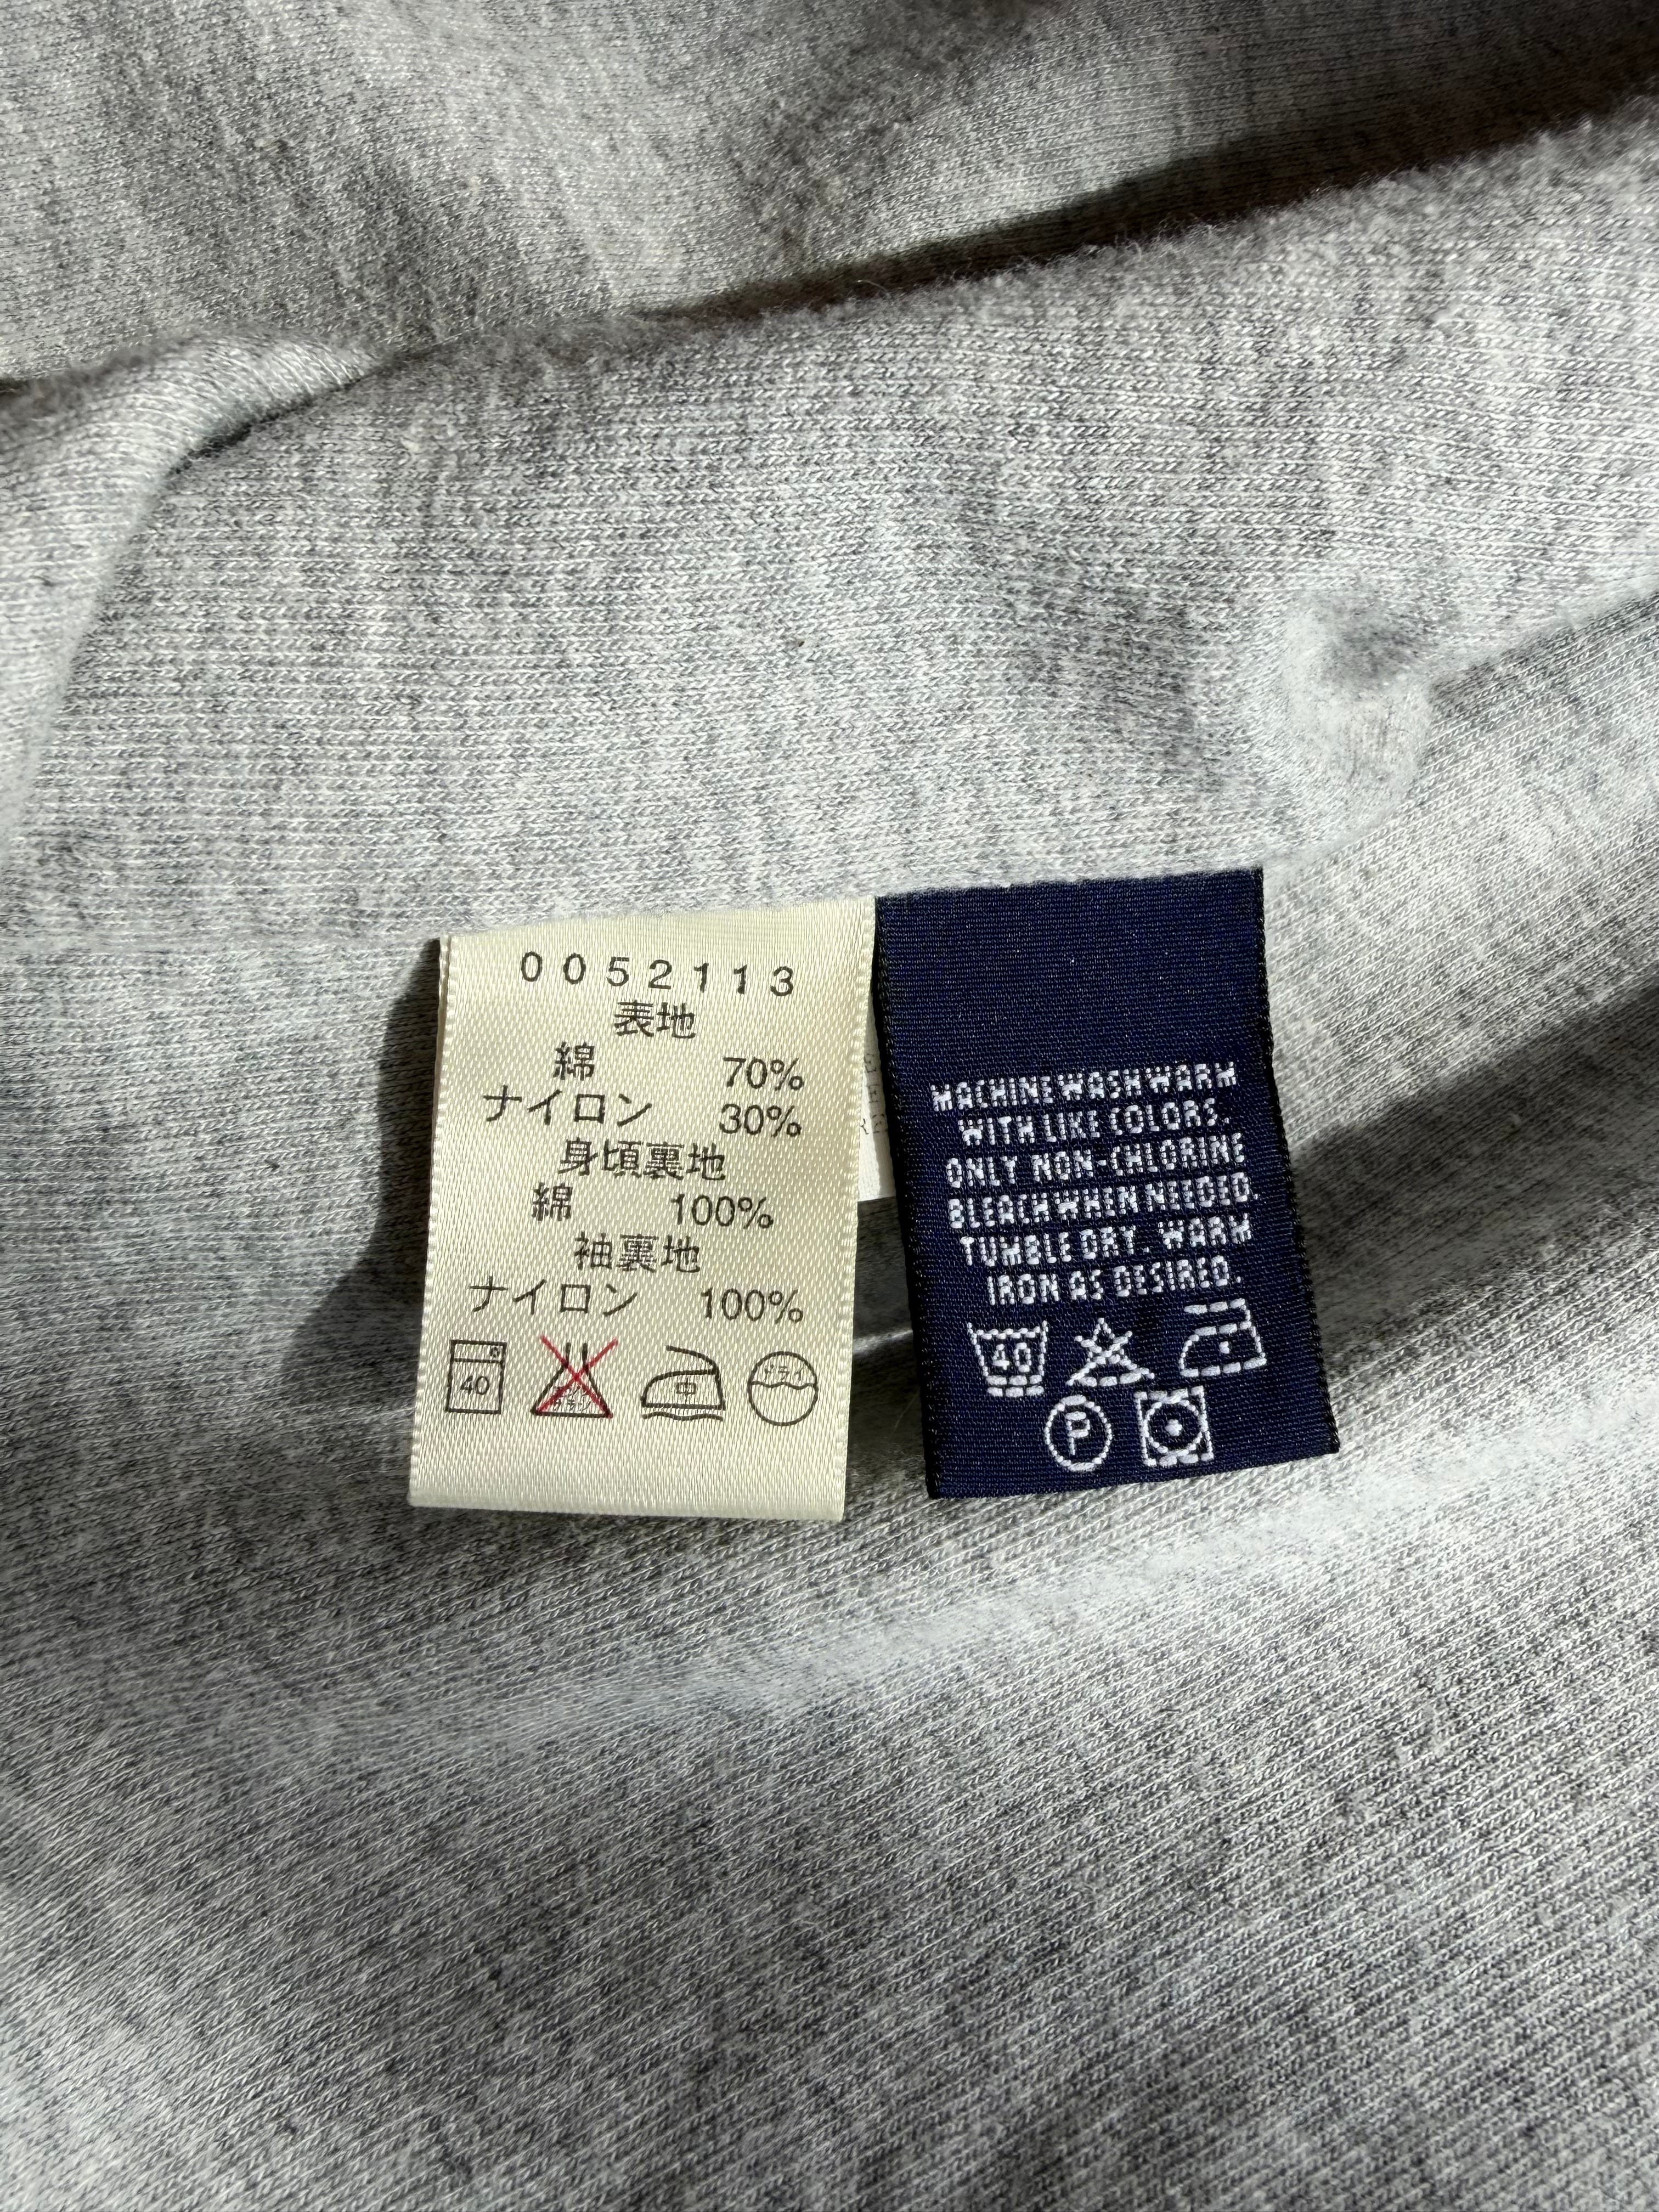 0052113
表地
綿 70%
ナイロン 30%
身頃裏地
綿 100%
袖裏地
ナイロン 100%
40
MACHINE WASH WARM
WITH LIKE COLORS.
ONLY NON-CHLORINE
BLEACH WHEN NEEDED.
TUMBLE DRY. WARM
IRON AS DESIRED.
40
P